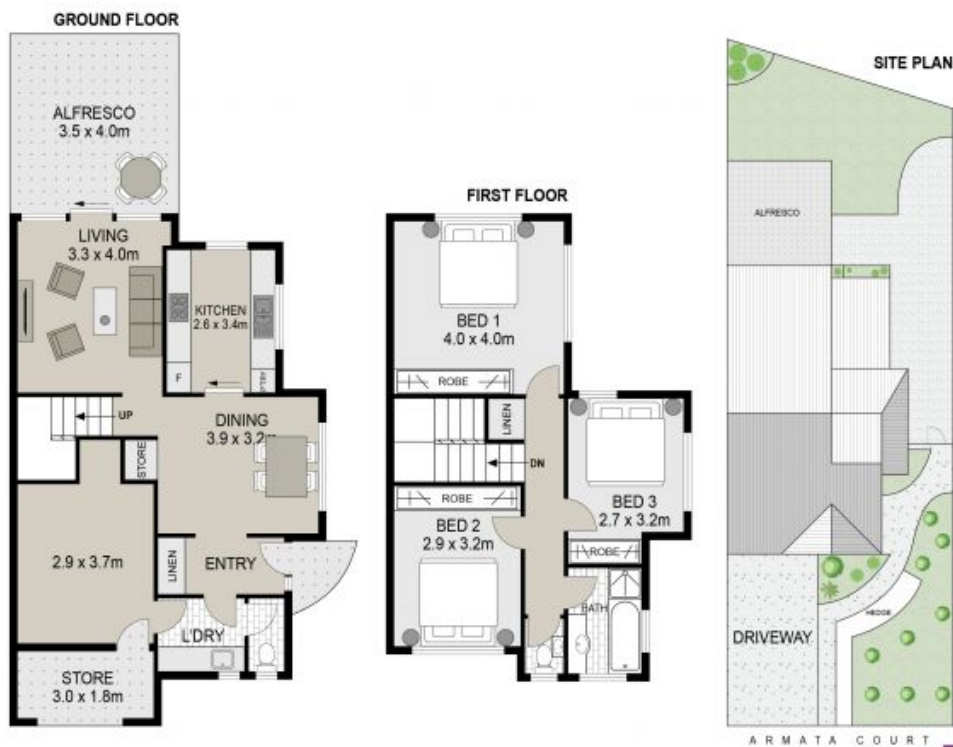 GROUND FLOOR
ALFRESCO
3.5 x 4.0m
LIVING
3.3 x 4.0m
KITCHEN
2.6 x 3.4m
F
PTRY
UP
DINING
3.9 x 3.2m
STORE
2.9 x 3.7m
LINEN
ENTRY
L'DRY
STORE
3.0 x 1.8m
FIRST FLOOR
BED 1
4.0 x 4.0m
ROBE
LINEN
DN
ROBE
BED 2
2.9 x 3.2m
BED 3
2.7 x 3.2m
ROBE
BATH
SITE PLAN
ALFRESCO
HEDGE
DRIVEWAY
ARMATA COURT